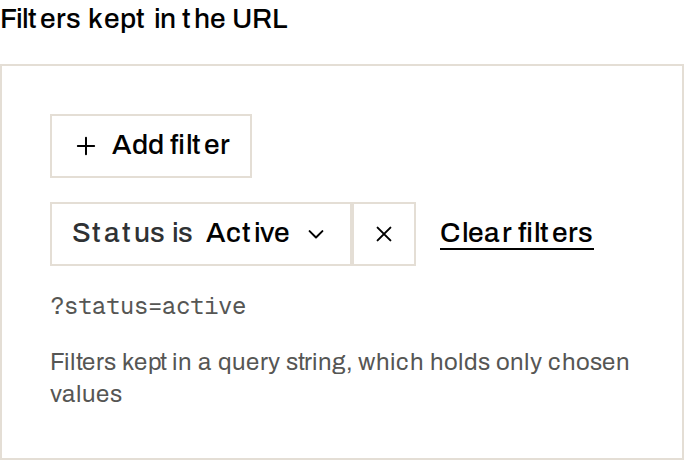 Filters kept in the URL
Add filter
Status is Active
Clear filters
?status=active
Filters kept in a query string, which holds only chosen
values